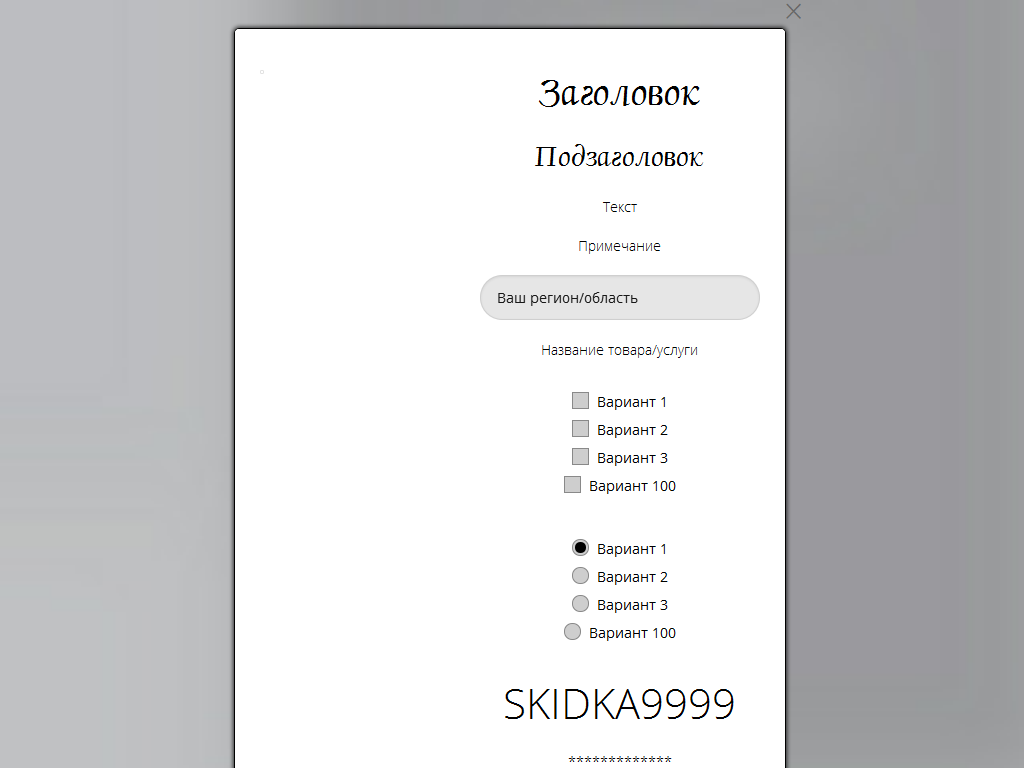 Заголовок
Подзаголовок
Текст
Примечание
Ваш регион/область
Название товара/услуги
Вариант 1
Вариант 2
Вариант 3
Вариант 100
Вариант 1
Вариант 2
Вариант 3
Вариант 100
SKIDKA9999
*************